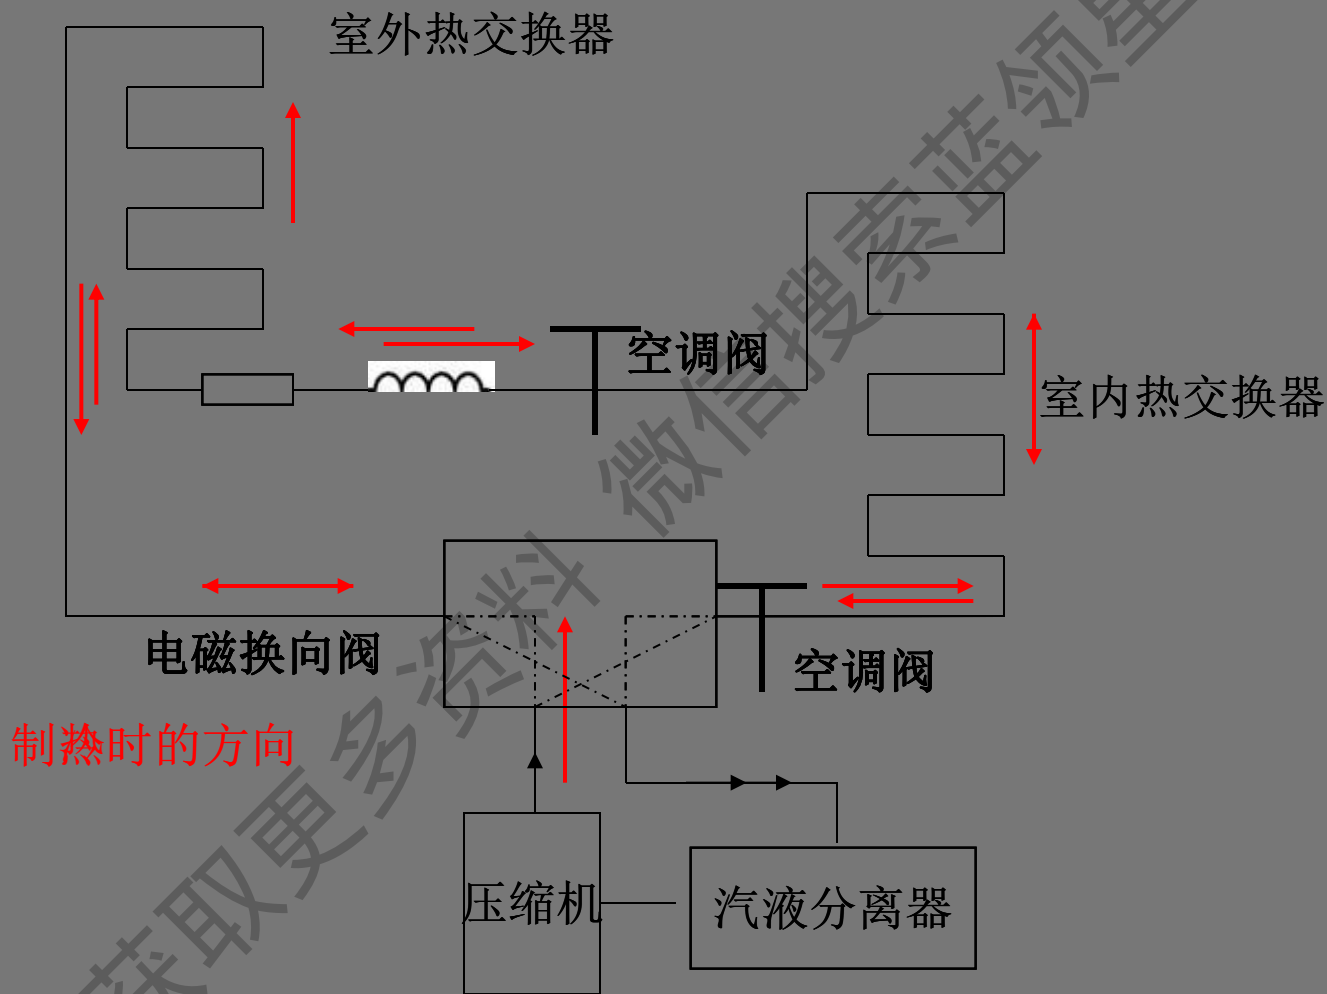 室外热交换器
空调阀
室内热交换器
电磁换向阀
空调阀
制热时的方向
压缩机
汽液分离器
获取更多资料 微信搜索蓝领星